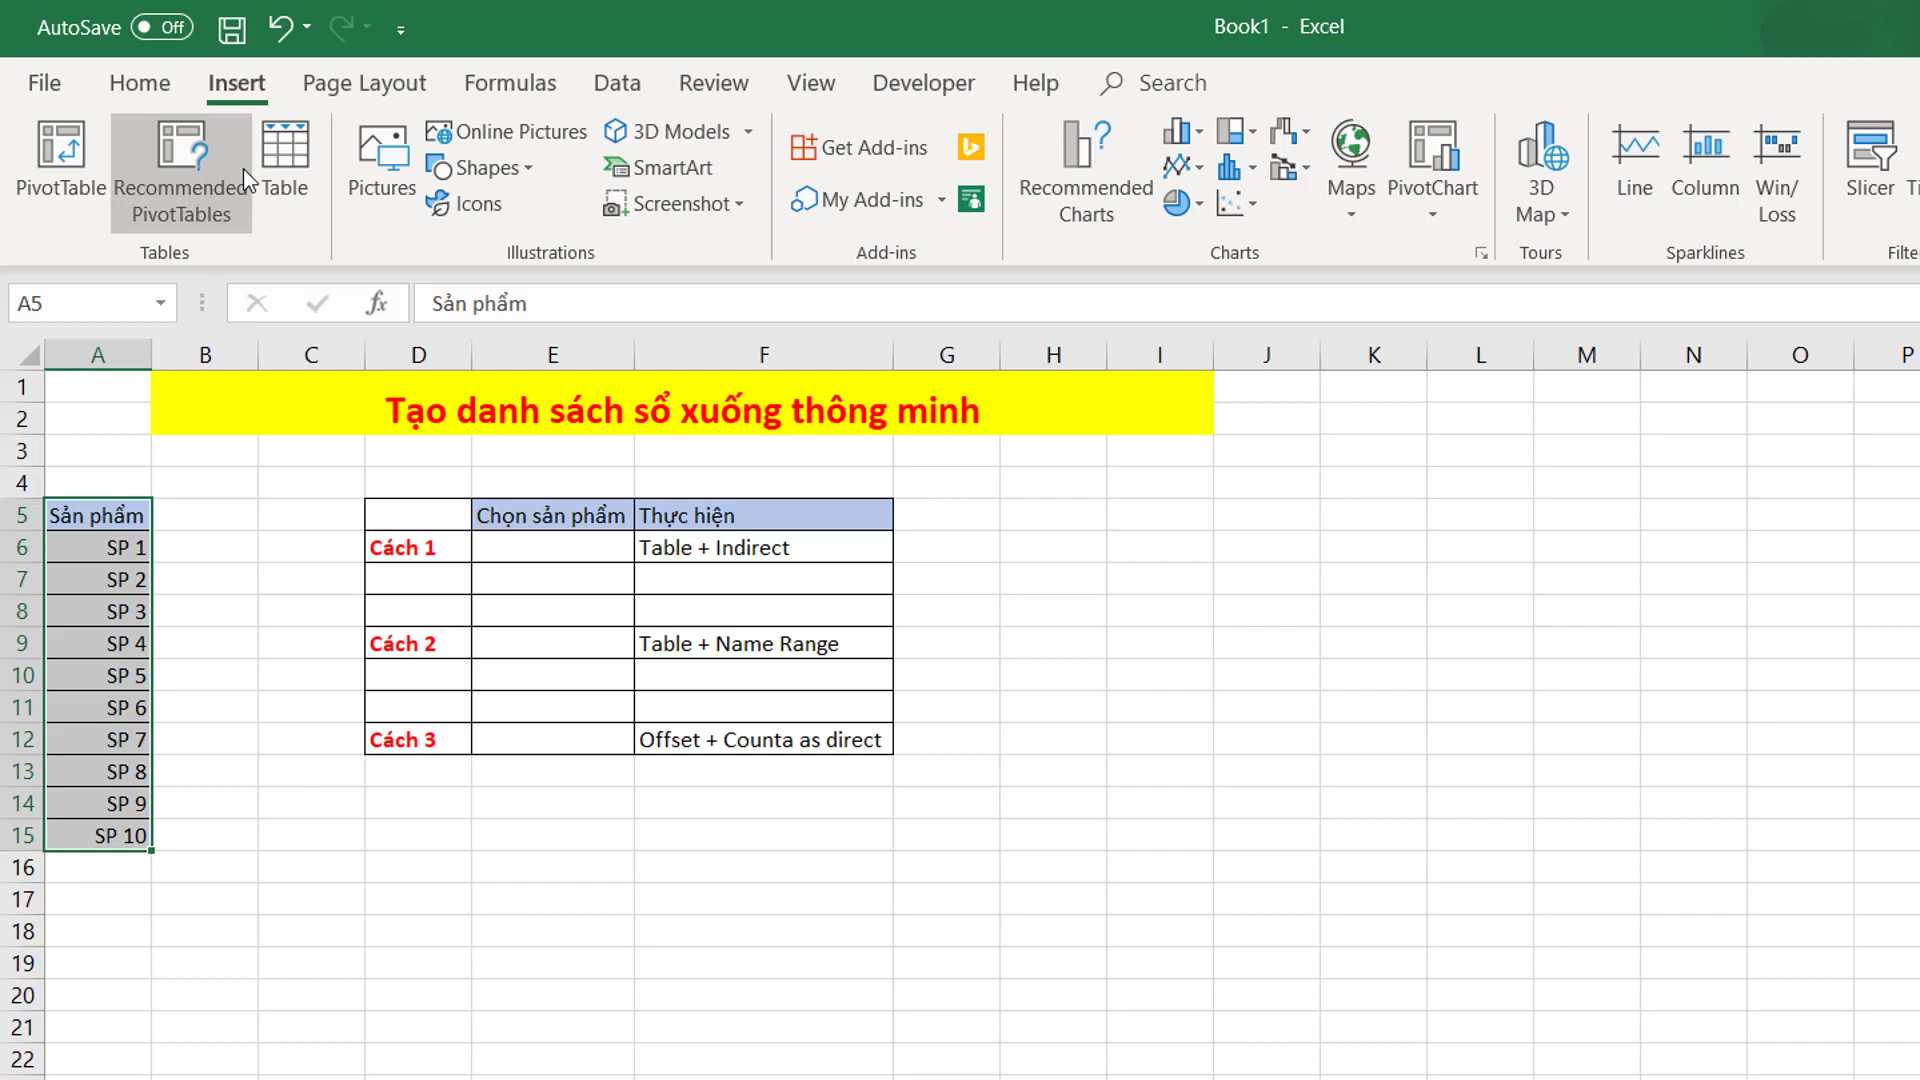 AutoSave Off
Book1 - Excel
File Home Insert Page Layout Formulas Data Review View Developer Help Search
PivotTable
Recommended PivotTables
Table
Tables
Pictures
Online Pictures
Shapes
Icons
3D Models
SmartArt
Screenshot
Illustrations
Get Add-ins
My Add-ins
Add-ins
Recommended Charts
Maps
PivotChart
Charts
3D Map
Tours
Line
Column
Win/Loss
Sparklines
Slicer
A5 fx Sản phẩm
A B C D E F G H I J K L M N O P
1
2 Tạo danh sách sổ xuống thông minh
3
4
5 Sản phẩm Chọn sản phẩm Thực hiện
6 SP 1 Cách 1 Table + Indirect
7 SP 2
8 SP 3
9 SP 4 Cách 2 Table + Name Range
10 SP 5
11 SP 6
12 SP 7 Cách 3 Offset + Counta as direct
13 SP 8
14 SP 9
15 SP 10
16
17
18
19
20
21
22